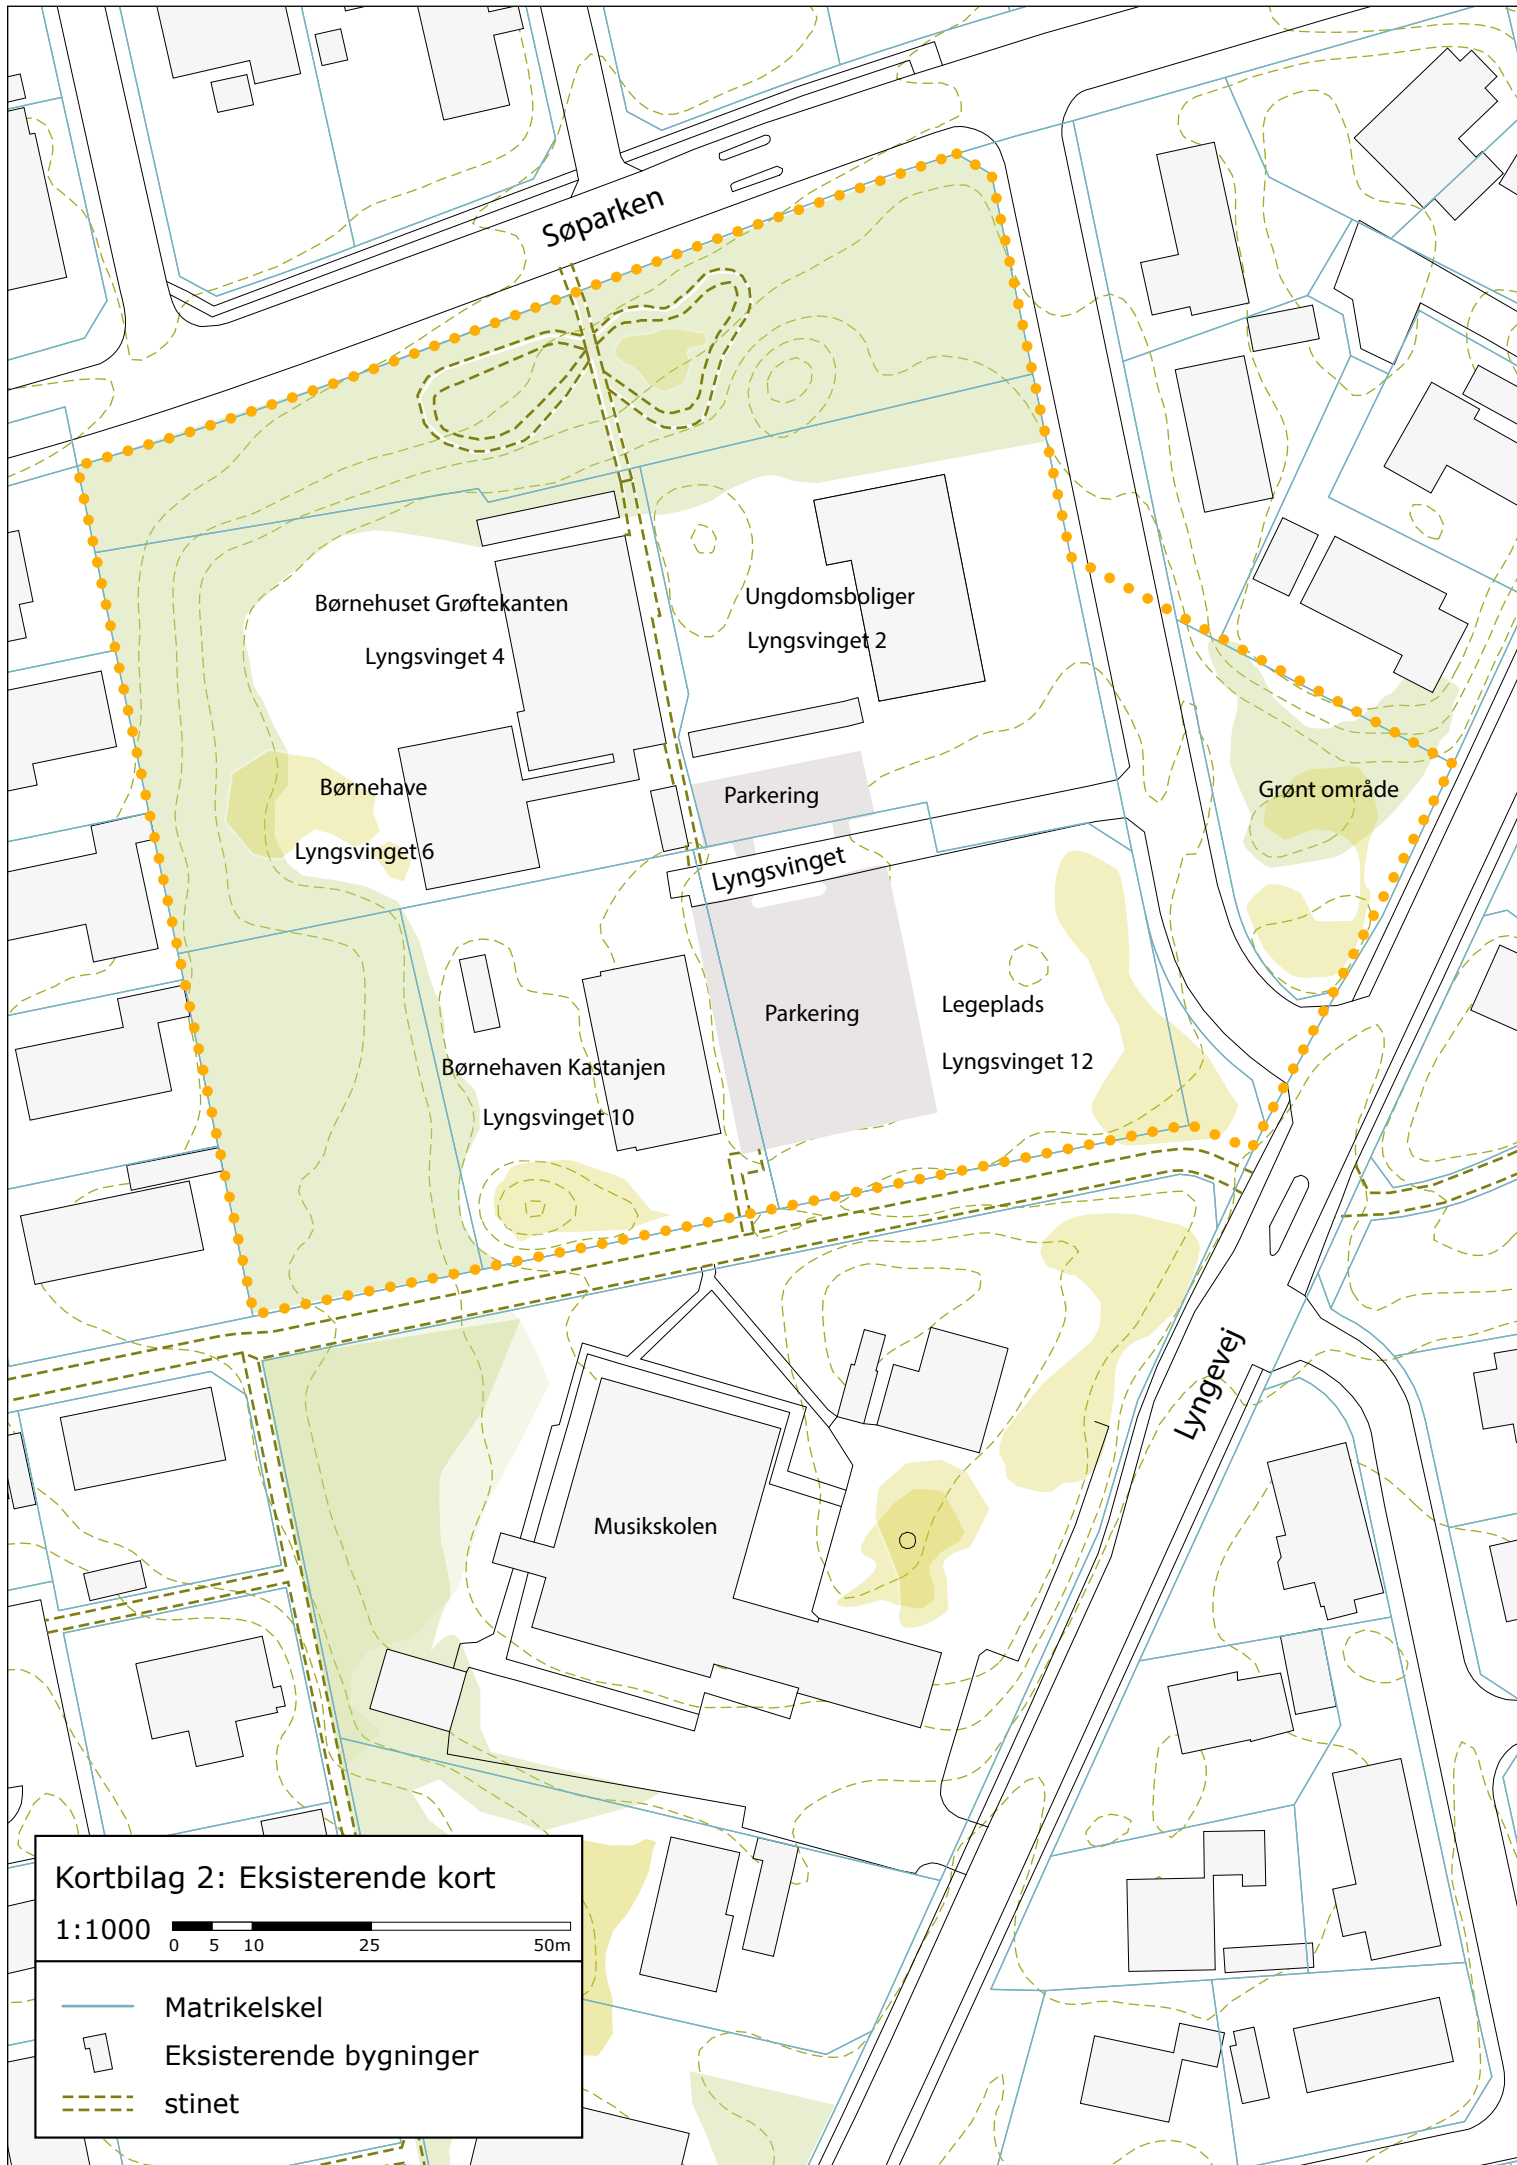 Søparken
Børnehuset Grøftekanten
Lyngsvinget 4
Ungdomsboliger
Lyngsvinget 2
Børnehave
Lyngsvinget 6
Parkering
Grønt område
Lyngsvinget
Parkering
Legeplads
Lyngsvinget 12
Børnehaven Kastanjen
Lyngsvinget 10
Lyngevej
Musikskolen
Kortbilag 2: Eksisterende kort
1:1000
0 5 10 25 50m
Matrikelskel
Eksisterende bygninger
stinet